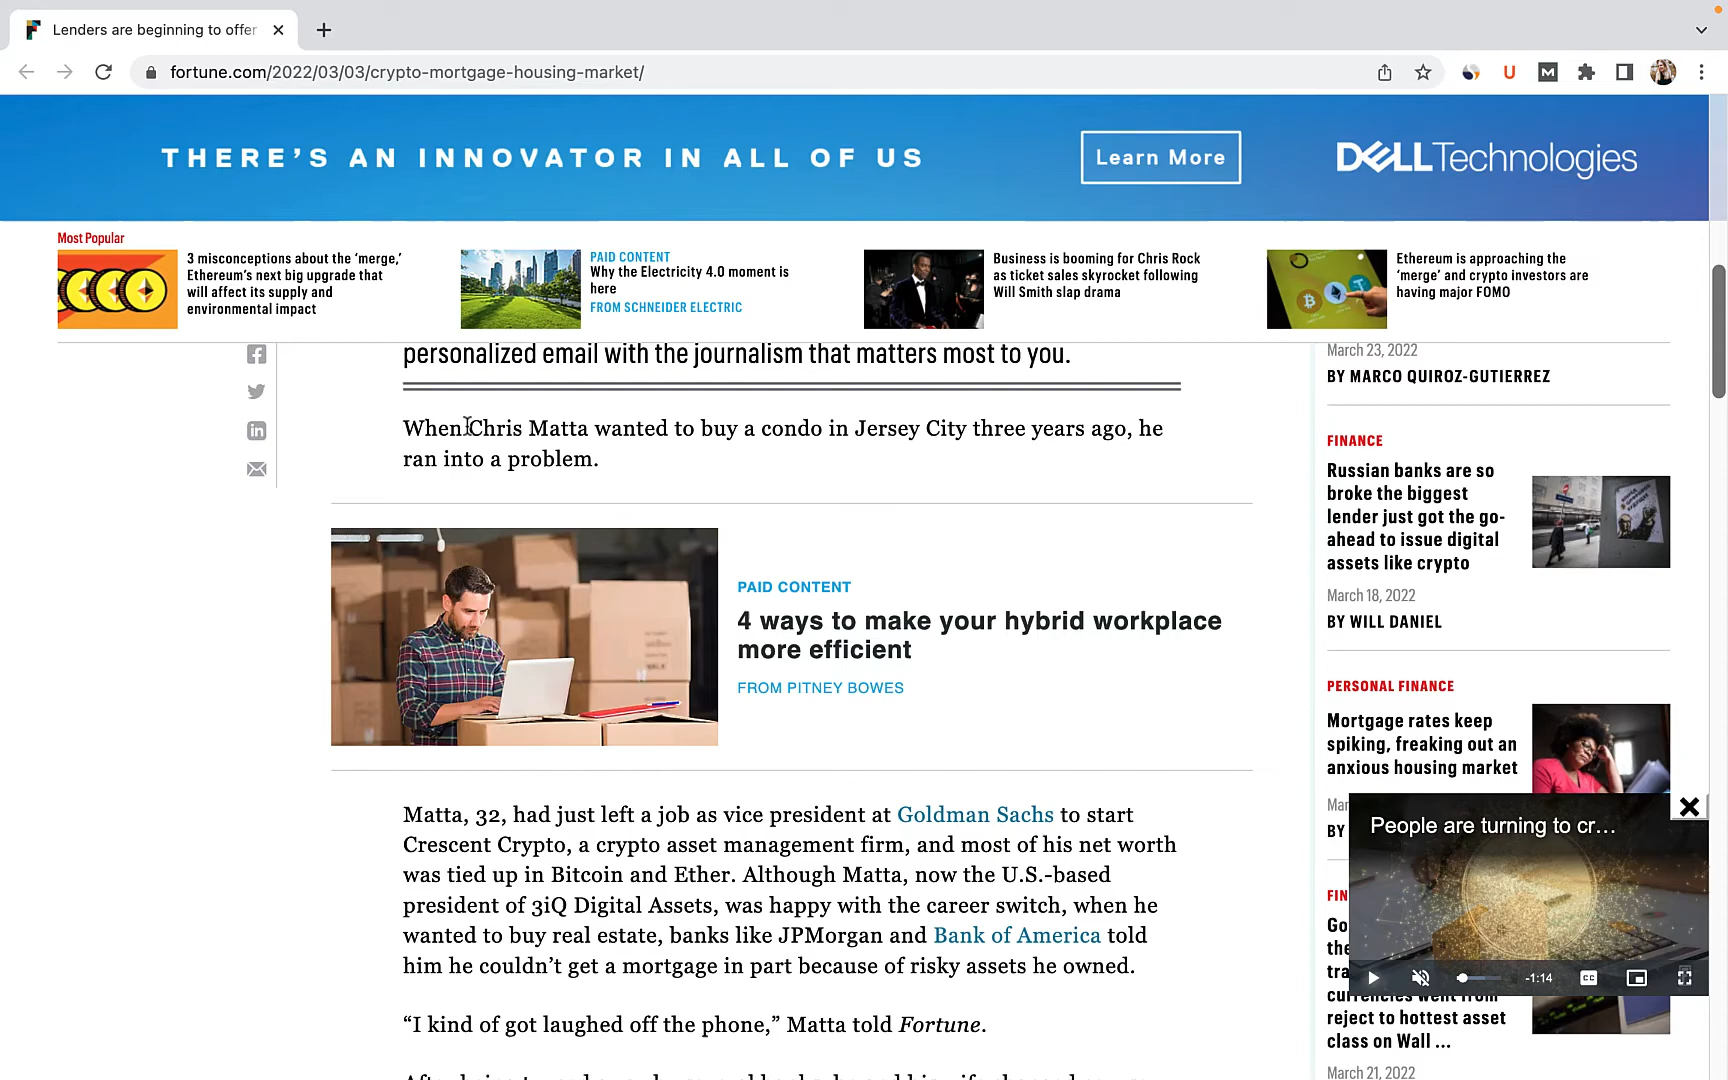 Lenders are beginning to offer
fortune.com/2022/03/03/crypto-mortgage-housing-market/
THERE'S AN INNOVATOR IN ALL OF US
Learn More
DELLTechnologies
Most Popular
3 misconceptions about the ‘merge,’
Ethereum’s next big upgrade that
will affect its supply and
environmental impact
PAID CONTENT
Why the Electricity 4.0 moment is
here
FROM SCHNEIDER ELECTRIC
Business is booming for Chris Rock
as ticket sales skyrocket following
Will Smith slap drama
Ethereum is approaching the
‘merge’ and crypto investors are
having major FOMO
personalized email with the journalism that matters most to you.
When Chris Matta wanted to buy a condo in Jersey City three years ago, he
ran into a problem.
PAID CONTENT
4 ways to make your hybrid workplace
more efficient
FROM PITNEY BOWES
Matta, 32, had just left a job as vice president at Goldman Sachs to start
Crescent Crypto, a crypto asset management firm, and most of his net worth
was tied up in Bitcoin and Ether. Although Matta, now the U.S.-based
president of 3iQ Digital Assets, was happy with the career switch, when he
wanted to buy real estate, banks like JPMorgan and Bank of America told
him he couldn’t get a mortgage in part because of risky assets he owned.
“I kind of got laughed off the phone,” Matta told Fortune.
March 23, 2022
BY MARCO QUIROZ-GUTIERREZ
FINANCE
Russian banks are so
broke the biggest
lender just got the go-
ahead to issue digital
assets like crypto
March 18, 2022
BY WILL DANIEL
PERSONAL FINANCE
Mortgage rates keep
spiking, freaking out an
anxious housing market
Mar
BY
People are turning to cr...
FIN
Go
the
tra
-1:14
CC
currencies went from
reject to hottest asset
class on Wall ...
March 21, 2022